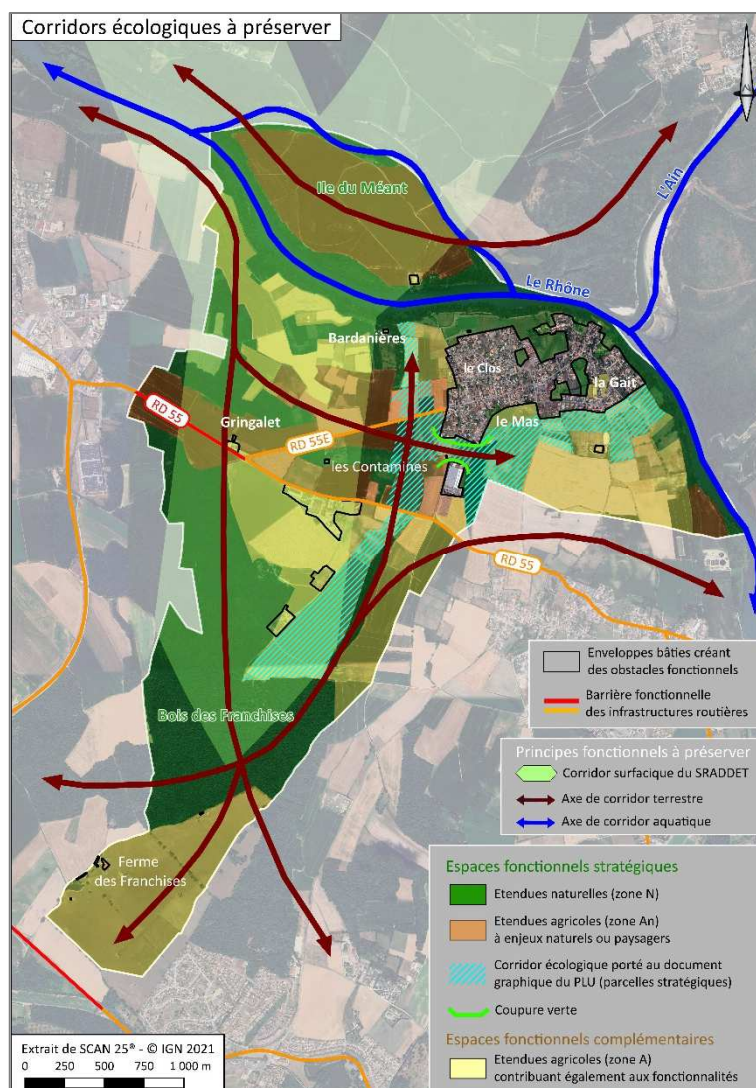 Corridors écologiques à préserver
Ile du Méant
L'Ain
Le Rhône
Bardanières
le Clos
la Gait
RD 55
Gringalet
RD 55E
le Mas
les Contamines
RD 55
Bois des Franchises
Ferme
des Franchises
Enveloppes bâties créant
des obstacles fonctionnels
Barrière fonctionnelle
des infrastructures routières
Principes fonctionnels à préserver
Corridor surfacique du SRADDET
Axe de corridor terrestre
Axe de corridor aquatique
Espaces fonctionnels stratégiques
Etendues naturelles (zone N)
Etendues agricoles (zone An)
à enjeux naturels ou paysagers
Corridor écologique porté au document
graphique du PLU (parcelles stratégiques)
Coupure verte
Espaces fonctionnels complémentaires
Etendues agricoles (zone A)
contribuant également aux fonctionnalités
Extrait de SCAN 25® - © IGN 2021
0 250 500 750 1 000 m